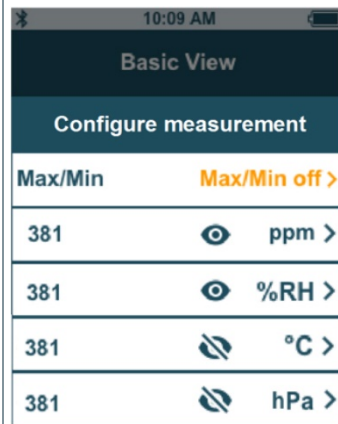 10:09 AM
Basic View
Configure measurement
Max/Min Max/Min off >
381 ppm >
381 %RH >
381 °C >
381 hPa >